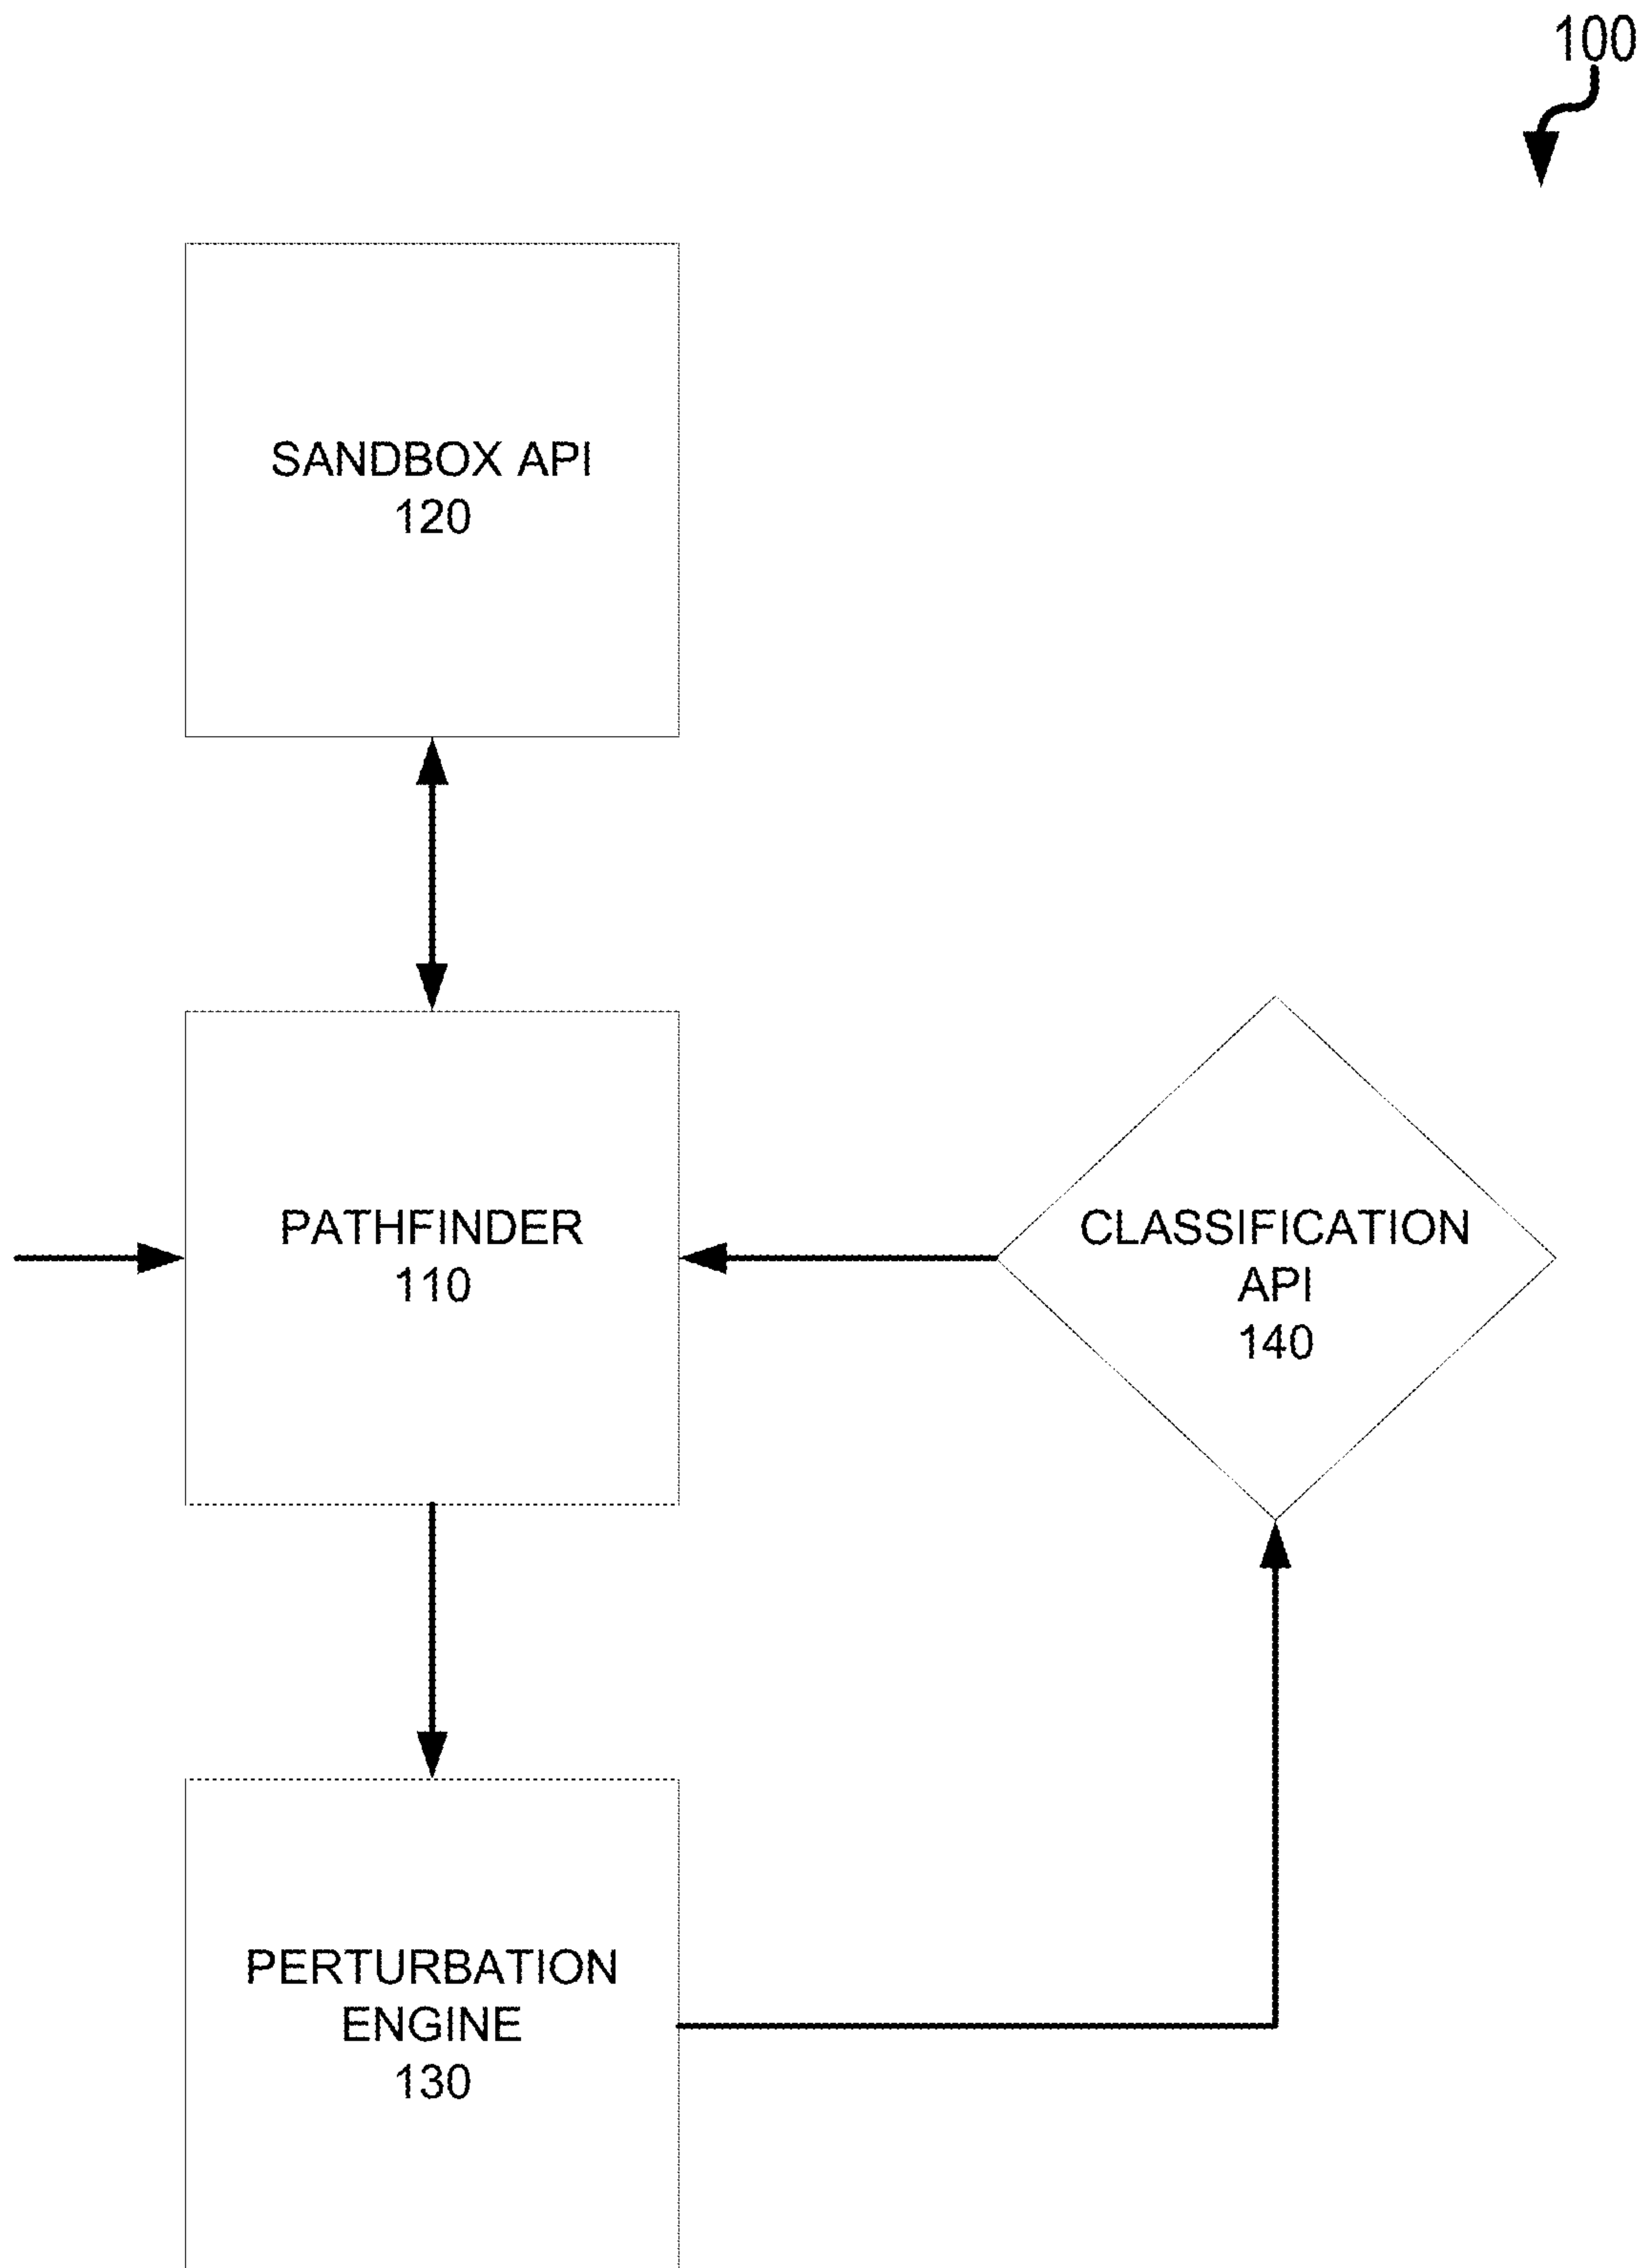 100
SANDBOX API
120
PATHFINDER
110
CLASSIFICATION
API
140
PERTURBATION
ENGINE
130